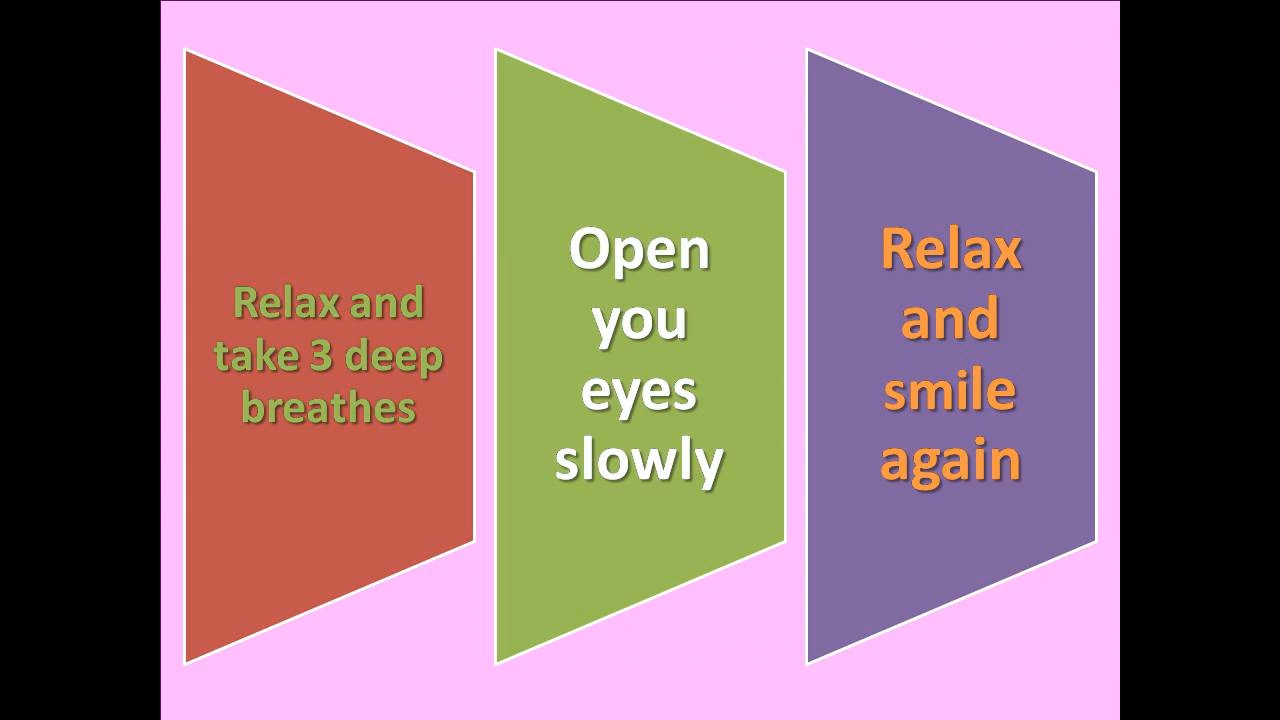 Relax and
take 3 deep
breathes
Open
you
eyes
slowly
Relax
and
smile
again